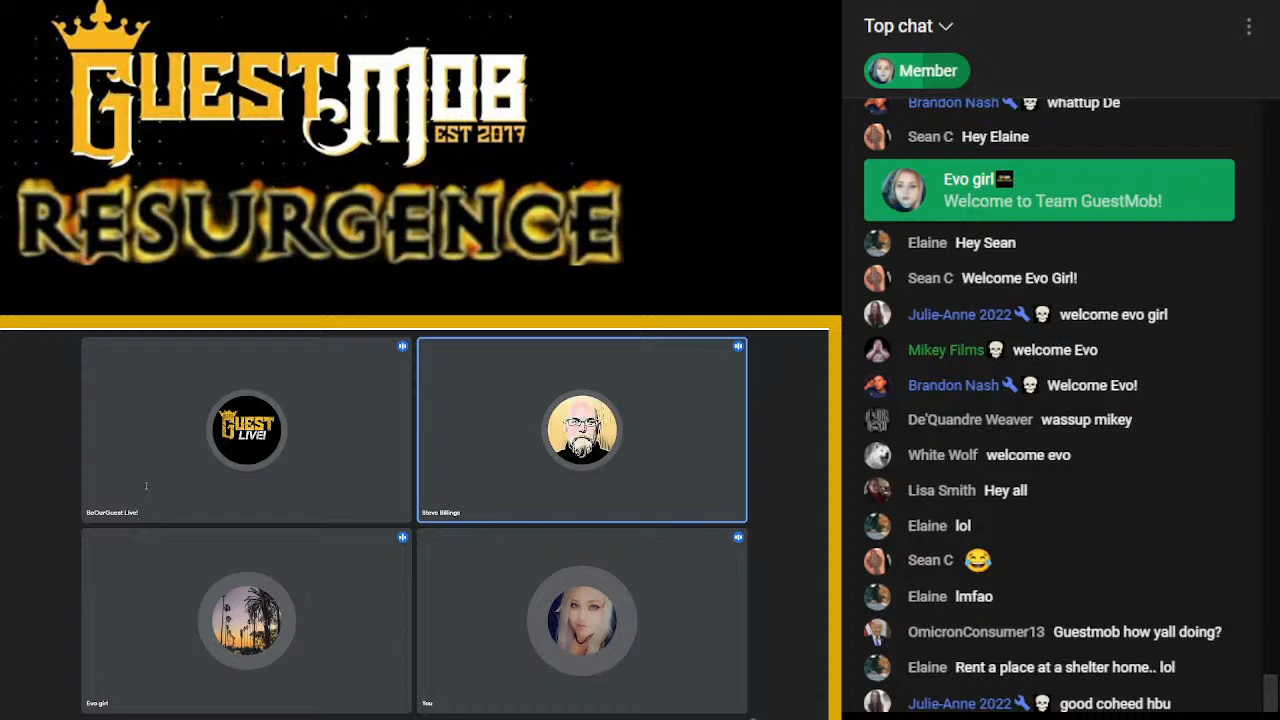 GUESTMOB
EST 2017
RESURGENCE
GUEST
LIVE!
BeOurGuest Live!
Steve Billings
Evo girl
You
Top chat
Member
Brandon Nash whattup De
Sean C Hey Elaine
Evo girl
Welcome to Team GuestMob!
Elaine Hey Sean
Sean C Welcome Evo Girl!
Julie-Anne 2022 welcome evo girl
Mikey Films welcome Evo
Brandon Nash Welcome Evo!
De'Quandre Weaver wassup mikey
White Wolf welcome evo
Lisa Smith Hey all
Elaine lol
Sean C 😂
Elaine lmfao
OmicronConsumer13 Guestmob how yall doing?
Elaine Rent a place at a shelter home.. lol
Julie-Anne 2022 good coheed hbu